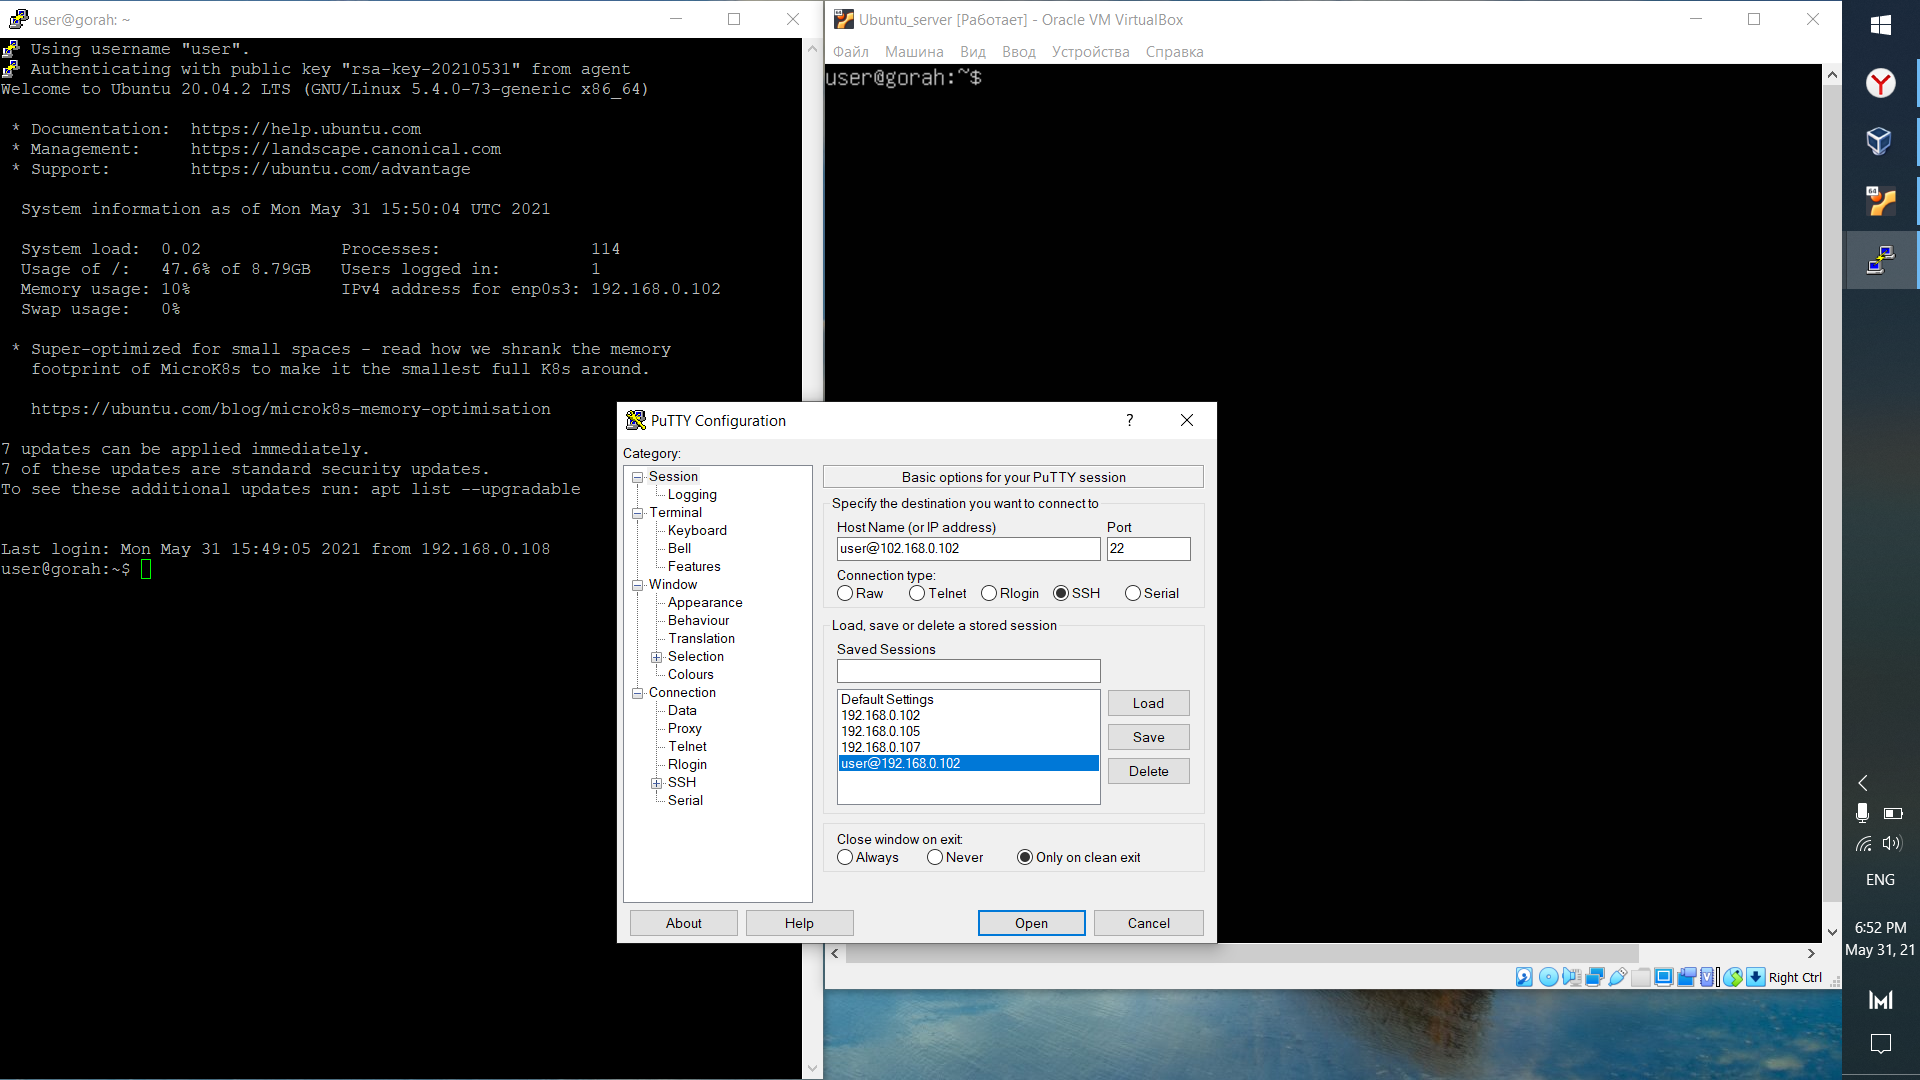 user@gorah: ~
Using username "user".
Authenticating with public key "rsa-key-20210531" from agent
Welcome to Ubuntu 20.04.2 LTS (GNU/Linux 5.4.0-73-generic x86_64)
* Documentation:  https://help.ubuntu.com
* Management:     https://landscape.canonical.com
* Support:        https://ubuntu.com/advantage
System information as of Mon May 31 15:50:04 UTC 2021
System load:  0.02              Processes:               114
Usage of /:   47.6% of 8.79GB   Users logged in:         1
Memory usage: 10%               IPv4 address for enp0s3: 192.168.0.102
Swap usage:   0%
* Super-optimized for small spaces - read how we shrank the memory
footprint of MicroK8s to make it the smallest full K8s around.
https://ubuntu.com/blog/microk8s-memory-optimisation
7 updates can be applied immediately.
7 of these updates are standard security updates.
To see these additional updates run: apt list --upgradable
Last login: Mon May 31 15:49:05 2021 from 192.168.0.108
user@gorah:~$
Ubuntu_server [Работает] - Oracle VM VirtualBox
Файл Машина Вид Ввод Устройства Справка
user@gorah:~$
PuTTY Configuration
?
Category:
Session
Logging
Terminal
Keyboard
Bell
Features
Window
Appearance
Behaviour
Translation
Selection
Colours
Connection
Data
Proxy
Telnet
Rlogin
SSH
Serial
Basic options for your PuTTY session
Specify the destination you want to connect to
Host Name (or IP address) Port
user@102.168.0.102 22
Connection type:
Raw Telnet Rlogin SSH Serial
Load, save or delete a stored session
Saved Sessions
Default Settings
192.168.0.102
192.168.0.105
192.168.0.107
user@192.168.0.102
Load
Save
Delete
Close window on exit:
Always Never Only on clean exit
About Help Open Cancel
Right Ctrl
64
ENG
6:52 PM
May 31, 21